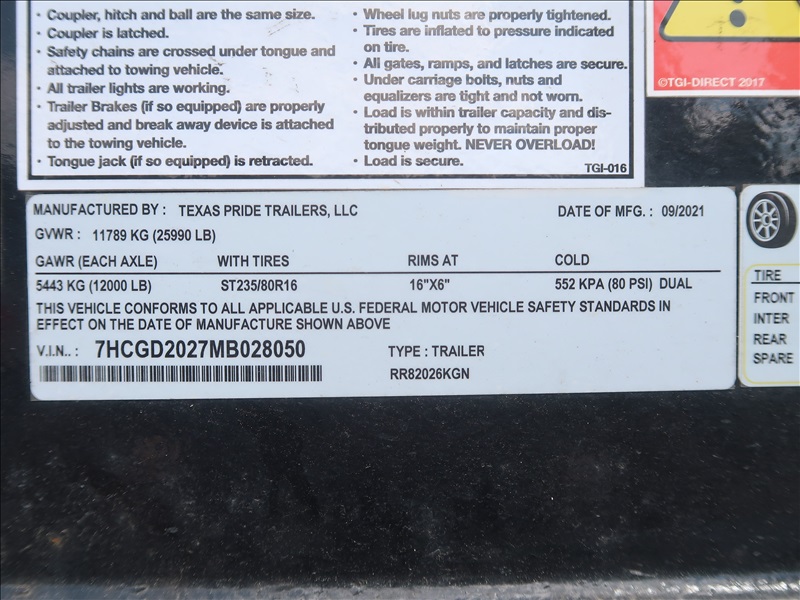 · Coupler, hitch and ball are the same size.
· Coupler is latched.
· Safety chains are crossed under tongue and
attached to towing vehicle.
· All trailer lights are working.
· Trailer Brakes (if so equipped) are properly
adjusted and break away device is attached
to the towing vehicle.
· Tongue jack (if so equipped) is retracted.
· Wheel lug nuts are properly tightened.
· Tires are inflated to pressure indicated
on tire.
· All gates, ramps, and latches are secure.
· Under carriage bolts, nuts and
equalizers are tight and not worn.
· Load is within trailer capacity and dis-
tributed properly to maintain proper
tongue weight. NEVER OVERLOAD!
· Load is secure.
TGI-016
©TGI-DIRECT 2017
MANUFACTURED BY : TEXAS PRIDE TRAILERS, LLC DATE OF MFG. : 09/2021
GVWR : 11789 KG (25990 LB)
GAWR (EACH AXLE) WITH TIRES RIMS AT COLD
5443 KG (12000 LB) ST235/80R16 16"X6" 552 KPA (80 PSI) DUAL
THIS VEHICLE CONFORMS TO ALL APPLICABLE U.S. FEDERAL MOTOR VEHICLE SAFETY STANDARDS IN
EFFECT ON THE DATE OF MANUFACTURE SHOWN ABOVE
V.I.N.. : 7HCGD2027MB028050 TYPE : TRAILER
RR82026KGN
TIRE
FRONT
INTER
REAR
SPARE